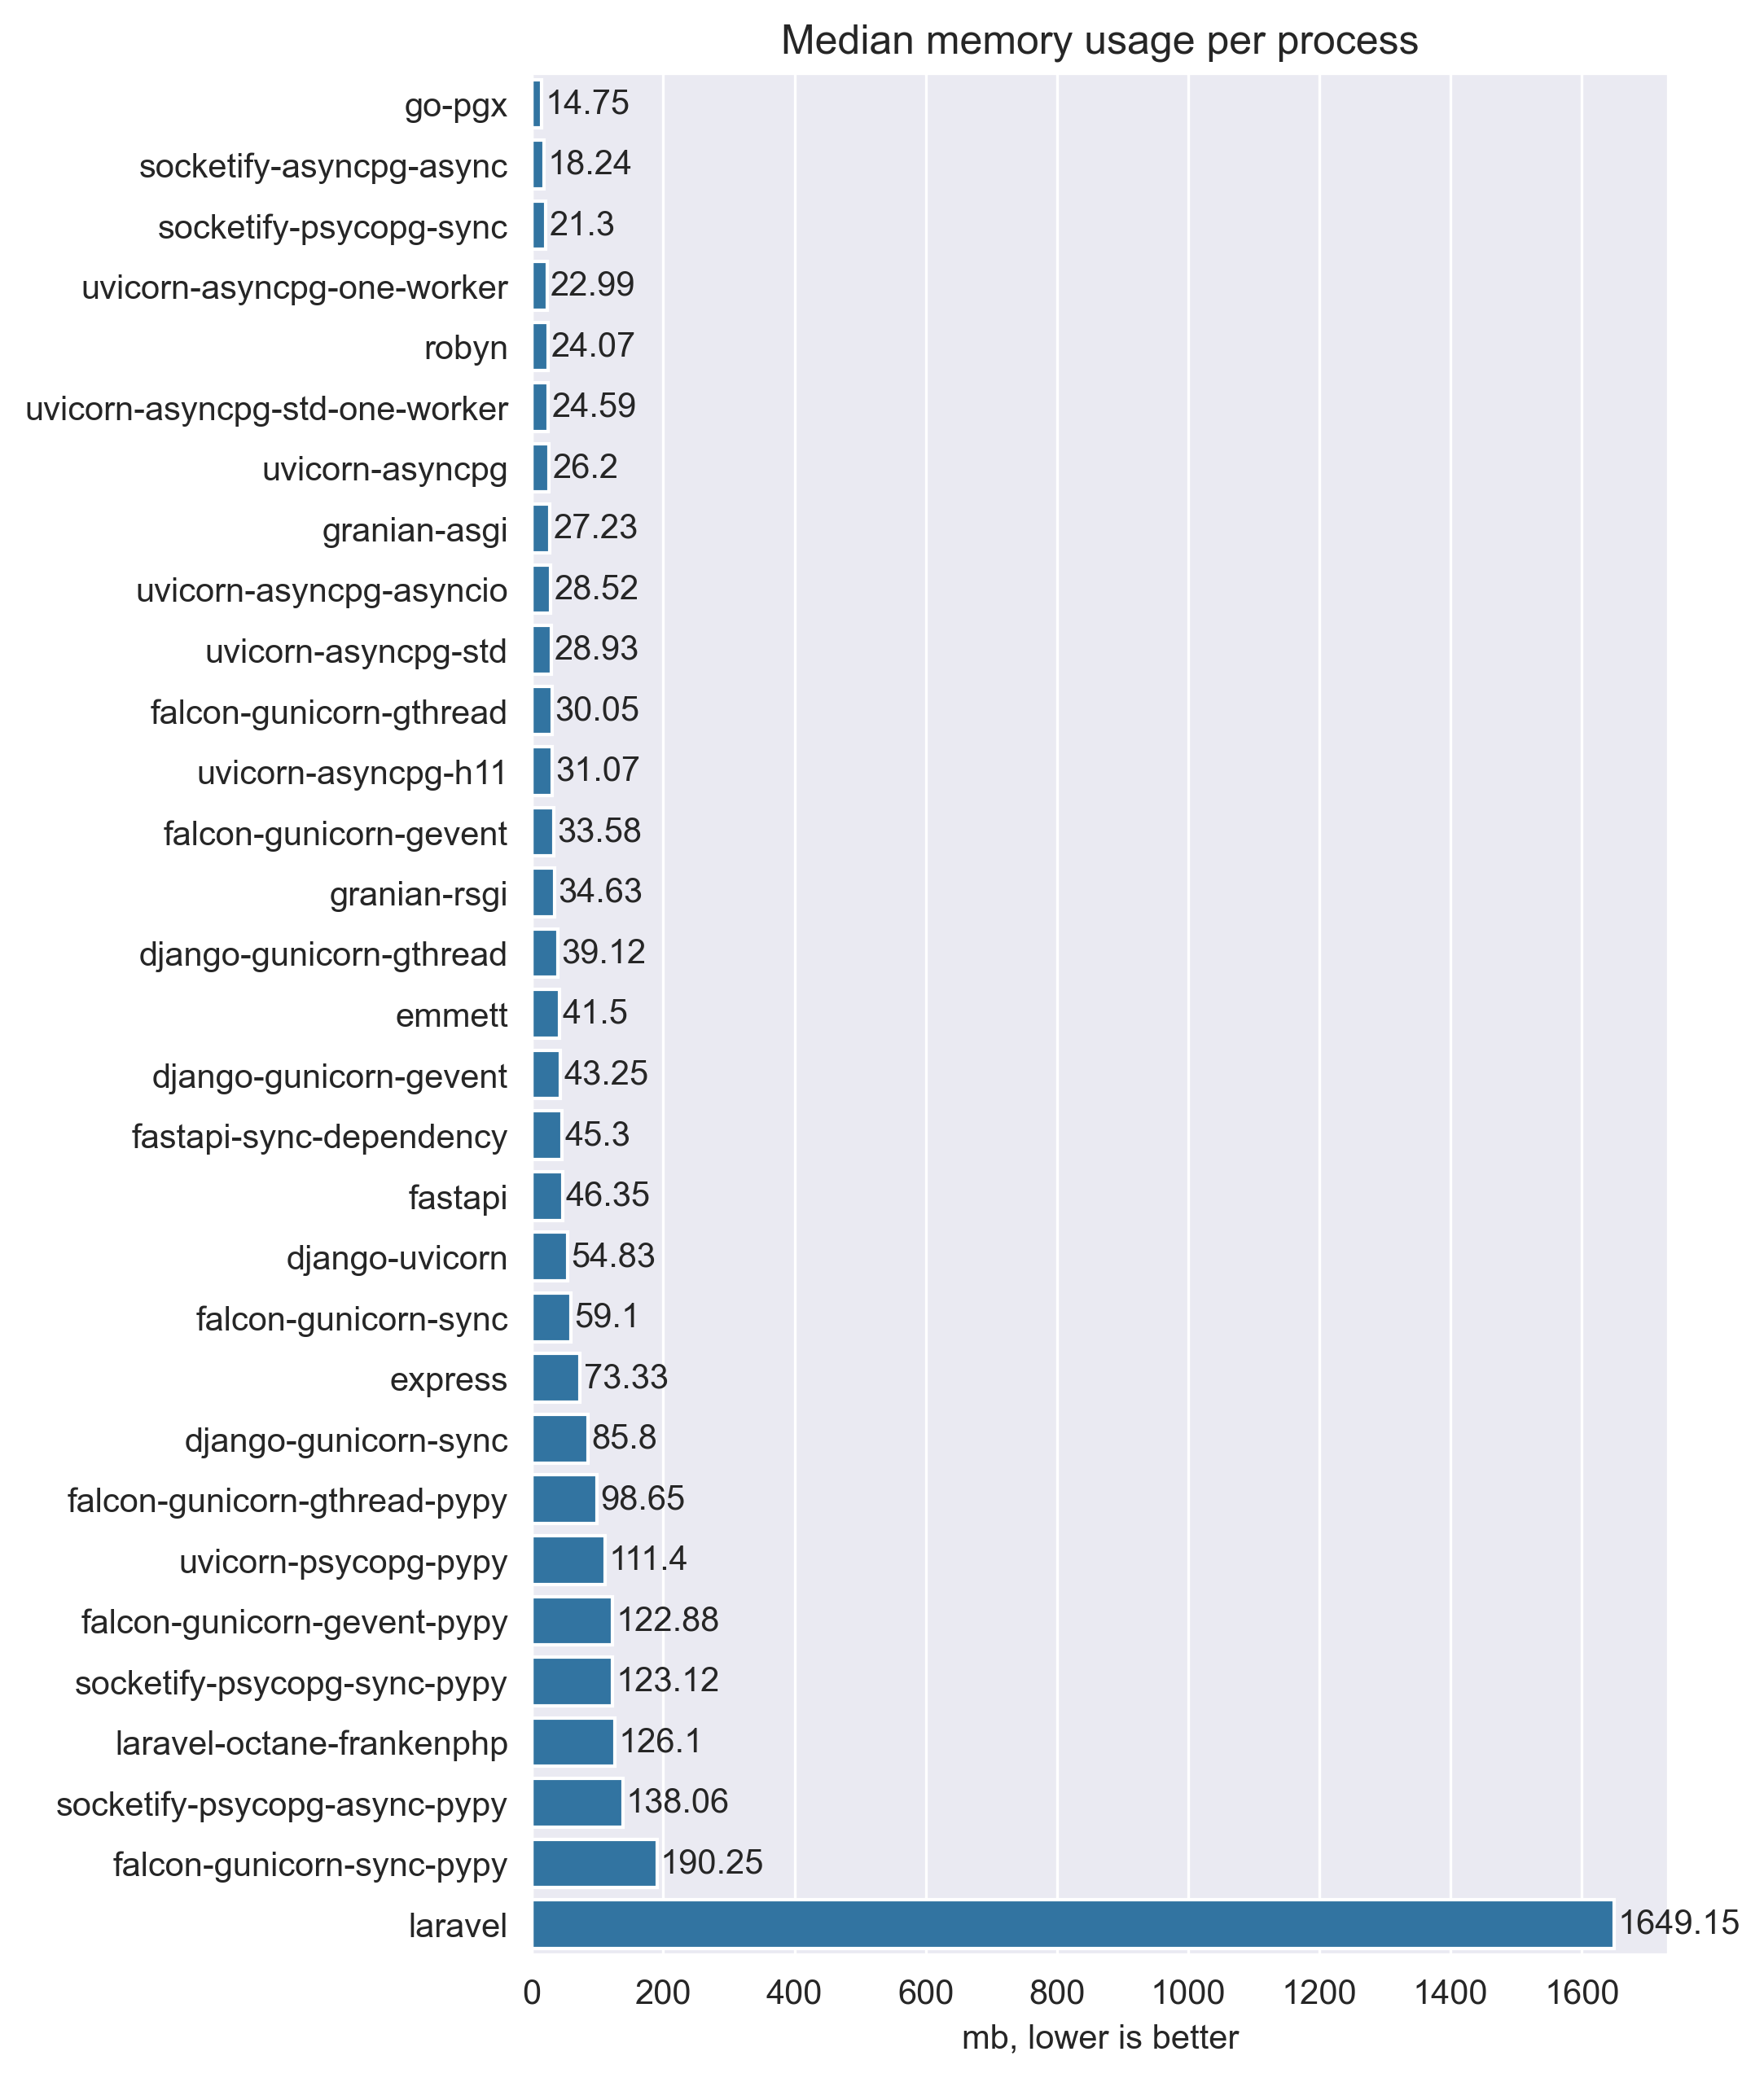 Median memory usage per process
go-pgx 14.75
socketify-asyncpg-async 18.24
socketify-psycopg-sync 21.3
uvicorn-asyncpg-one-worker 22.99
robyn 24.07
uvicorn-asyncpg-std-one-worker 24.59
uvicorn-asyncpg 26.2
granian-asgi 27.23
uvicorn-asyncpg-asyncio 28.52
uvicorn-asyncpg-std 28.93
falcon-gunicorn-gthread 30.05
uvicorn-asyncpg-h11 31.07
falcon-gunicorn-gevent 33.58
granian-rsgi 34.63
django-gunicorn-gthread 39.12
emmett 41.5
django-gunicorn-gevent 43.25
fastapi-sync-dependency 45.3
fastapi 46.35
django-uvicorn 54.83
falcon-gunicorn-sync 59.1
express 73.33
django-gunicorn-sync 85.8
falcon-gunicorn-gthread-pypy 98.65
uvicorn-psycopg-pypy 111.4
falcon-gunicorn-gevent-pypy 122.88
socketify-psycopg-sync-pypy 123.12
laravel-octane-frankenphp 126.1
socketify-psycopg-async-pypy 138.06
falcon-gunicorn-sync-pypy 190.25
laravel 1649.15
0 200 400 600 800 1000 1200 1400 1600
mb, lower is better